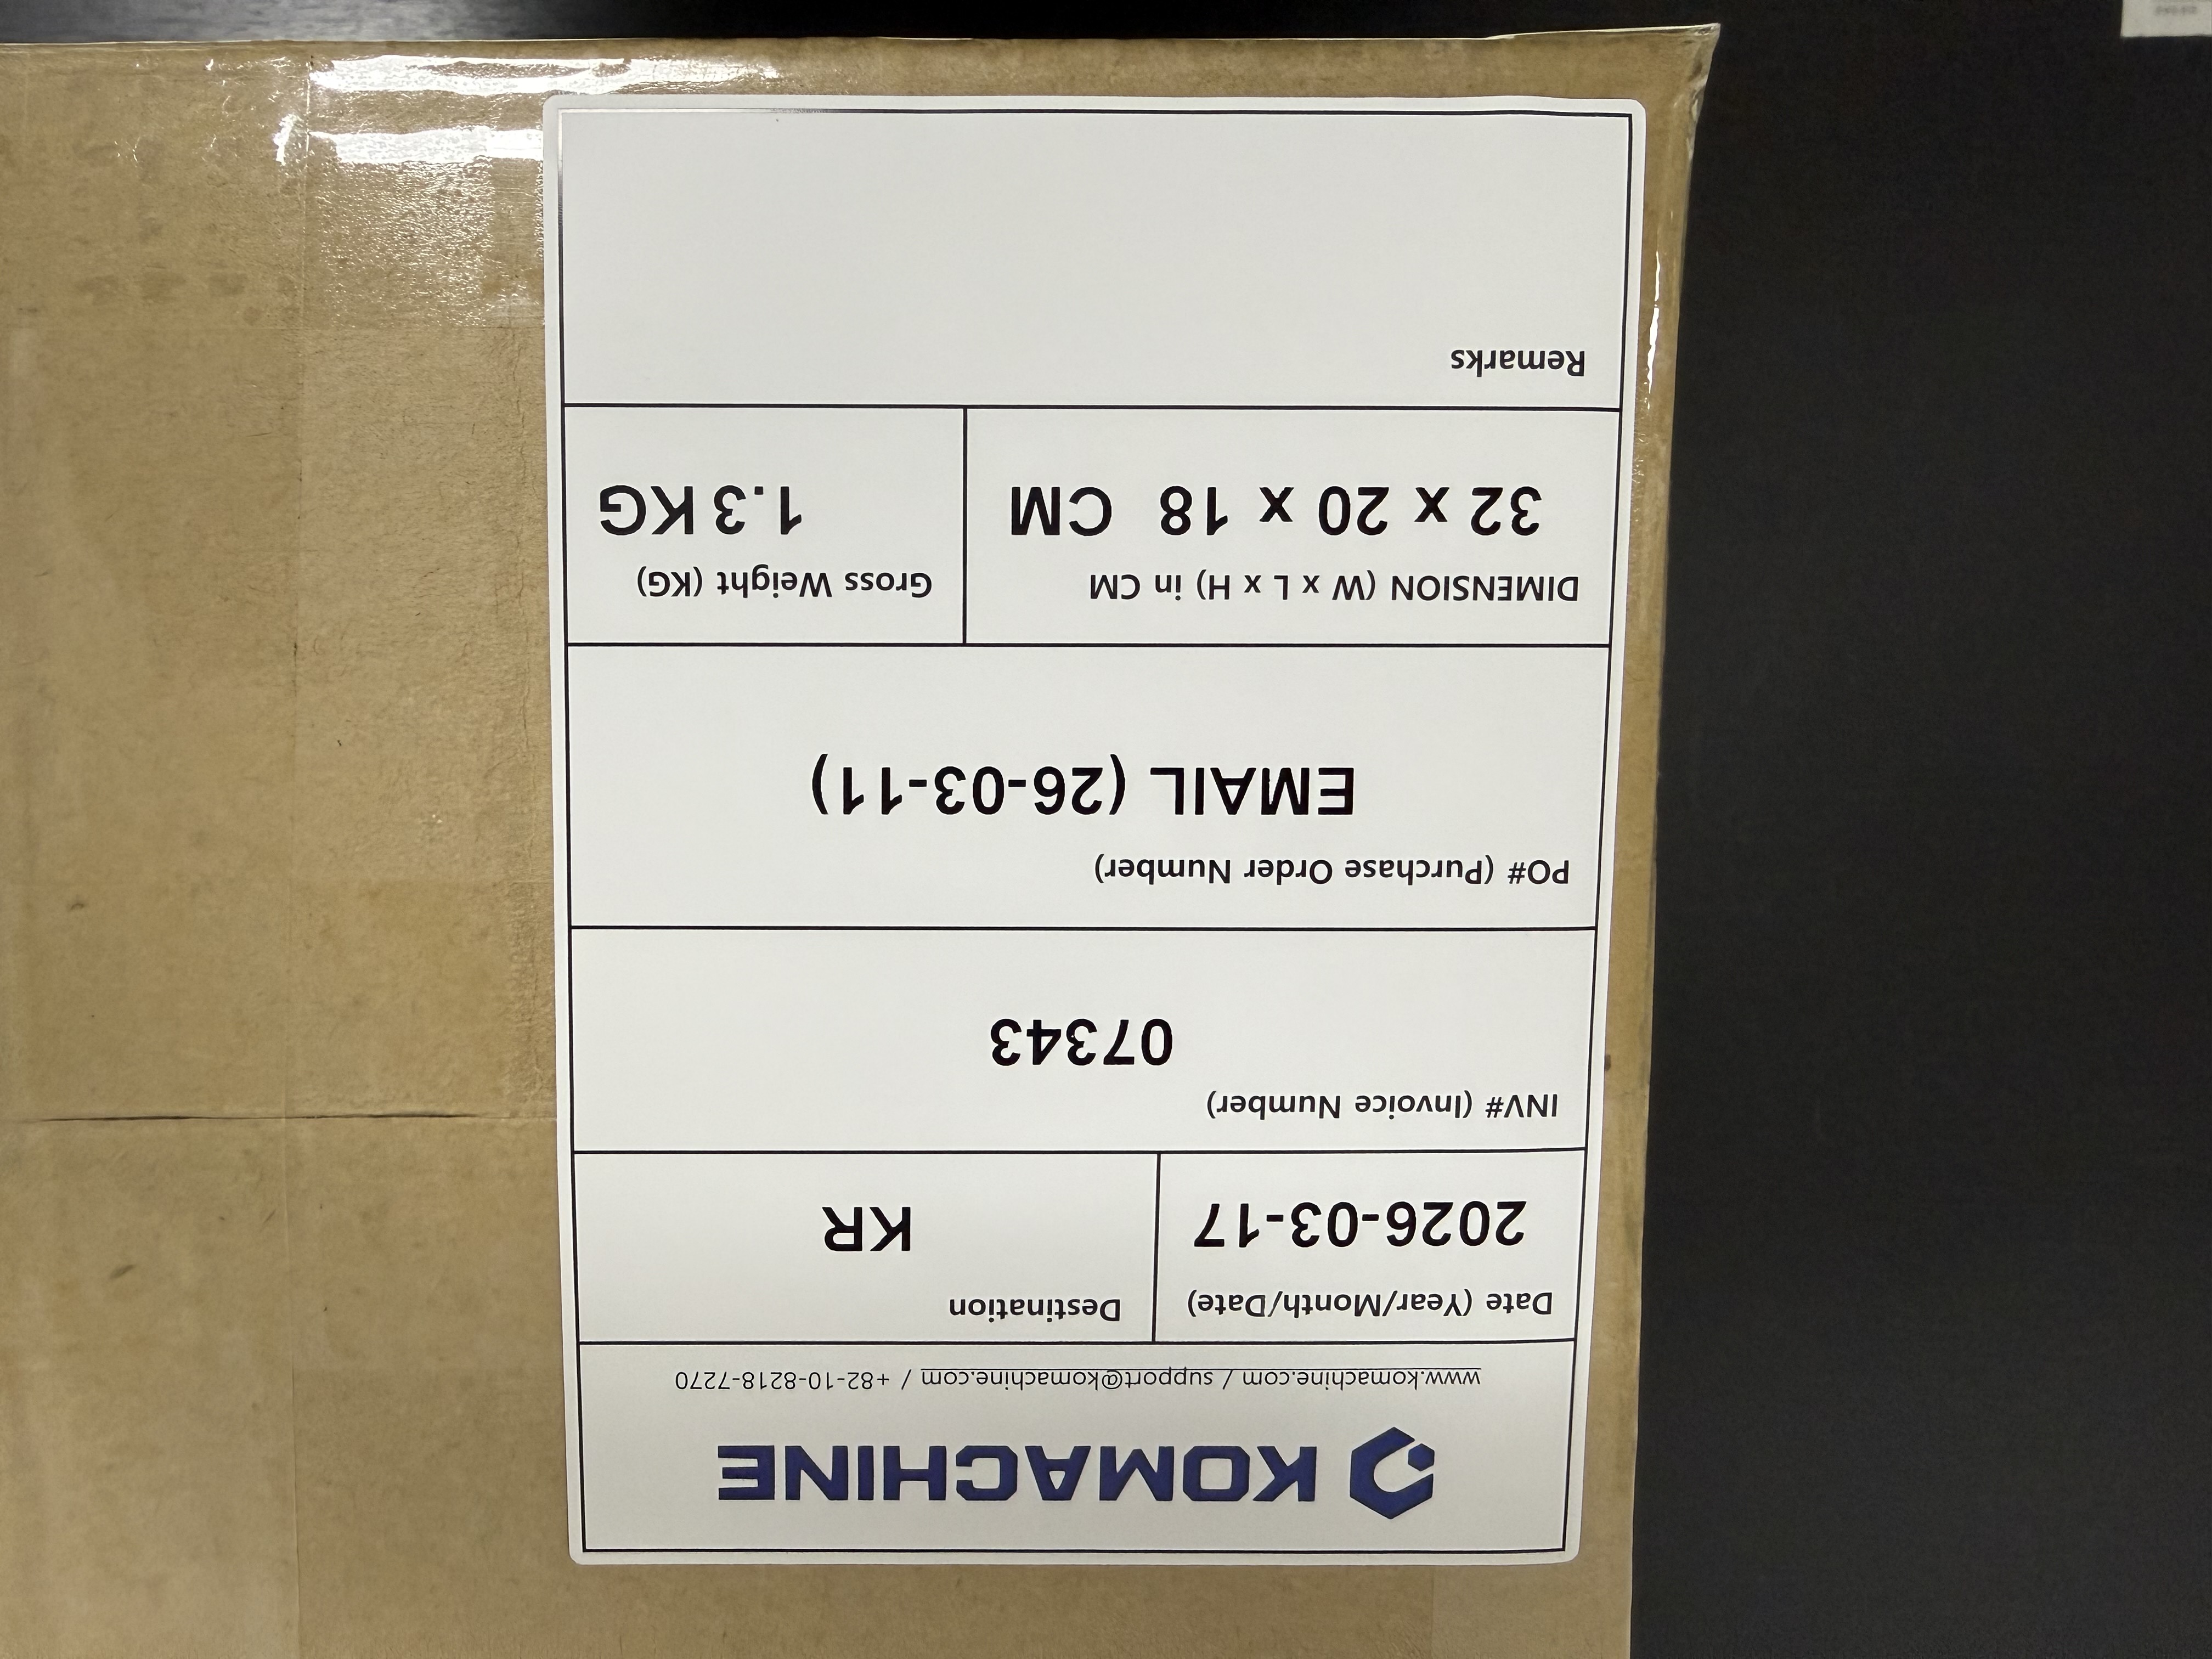 KOMACHINE
www.komachine.com / support@komachine.com / +82-10-8218-7270
Date (Year/Month/Date)
2026-03-17
Destination
KR
INV# (Invoice Number)
07343
PO# (Purchase Order Number)
EMAIL (26-03-11)
DIMENSION (W x L x H) in CM
32 x 20 x 18 CM
Gross Weight (KG)
1.3 KG
Remarks